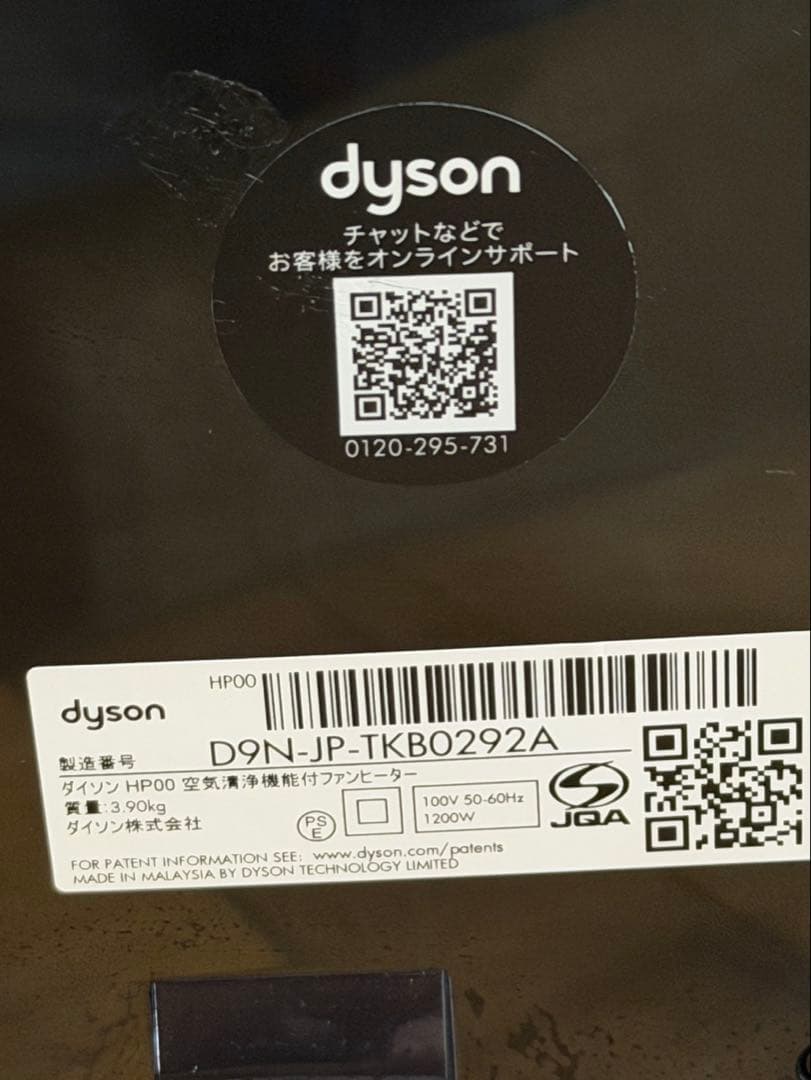 dyson
チャットなどで
お客様をオンラインサポート
0120-295-731
HP00
dyson
製造番号 D9N-JP-TKB0292A
ダイソン HP00 空気清浄機能付ファンヒーター
質量:3.90kg
ダイソン株式会社
PS
E
100V 50-60Hz
1200W
JQA
FOR PATENT INFORMATION SEE: www.dyson.com/patents
MADE IN MALAYSIA BY DYSON TECHNOLOGY LIMITED